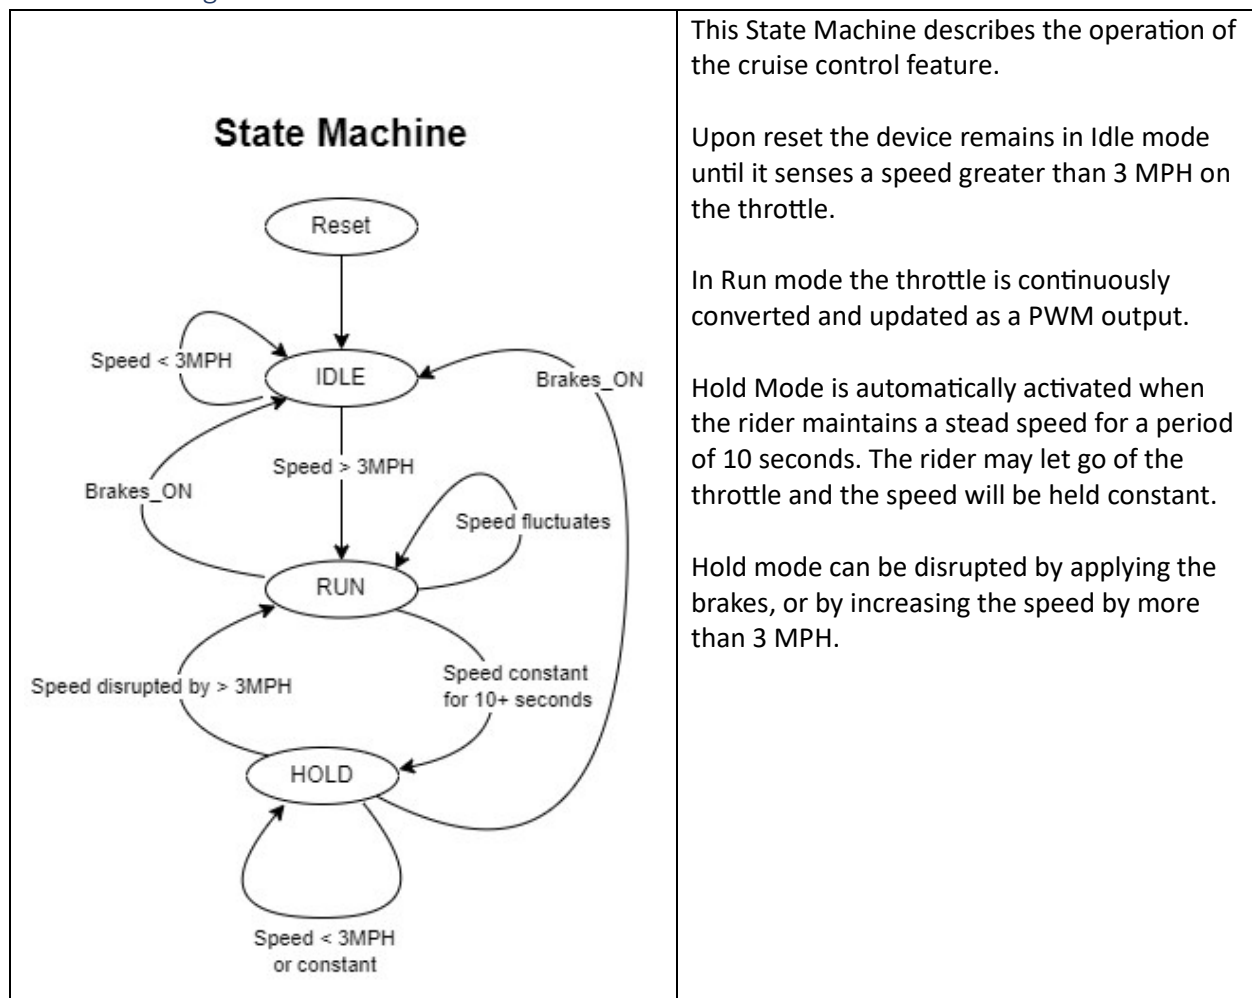 State Machine
Reset
Speed < 3MPH
IDLE
Brakes_ON
Speed > 3MPH
Brakes_ON
Speed fluctuates
RUN
Speed disrupted by > 3MPH
Speed constant
for 10+ seconds
HOLD
Speed < 3MPH
or constant
This State Machine describes the operation of
the cruise control feature.
Upon reset the device remains in Idle mode
until it senses a speed greater than 3 MPH on
the throttle.
In Run mode the throttle is continuously
converted and updated as a PWM output.
Hold Mode is automatically activated when
the rider maintains a stead speed for a period
of 10 seconds. The rider may let go of the
throttle and the speed will be held constant.
Hold mode can be disrupted by applying the
brakes, or by increasing the speed by more
than 3 MPH.